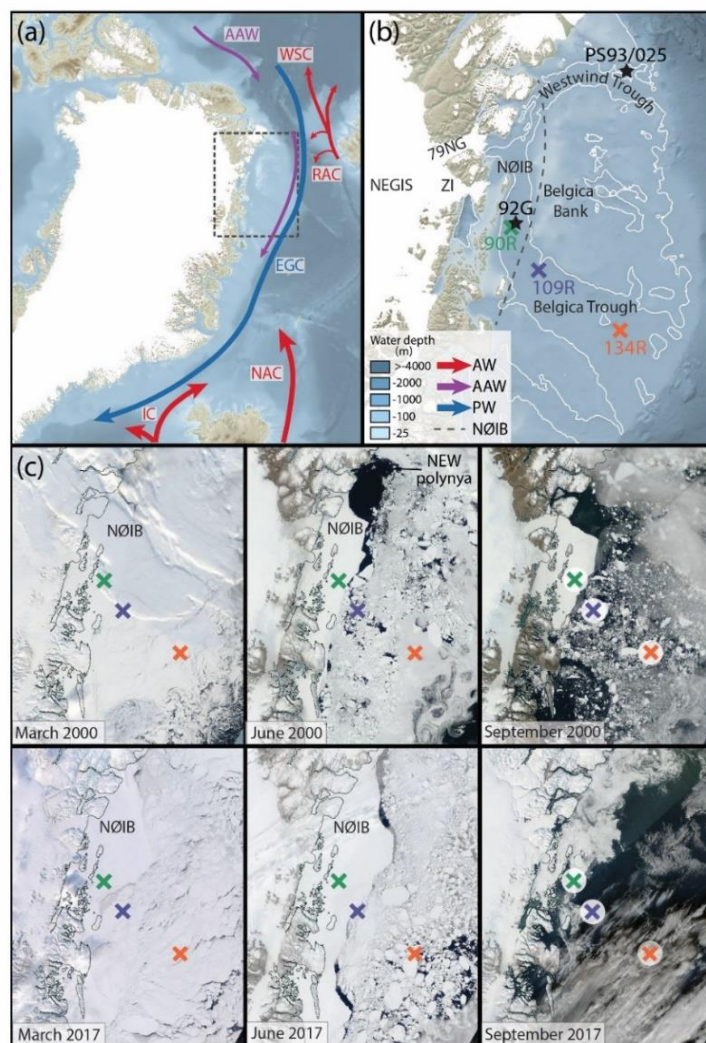 (a)
AAW
WSC
RAC
EGC
NAC
IC
(b)
PS93/025
Westwind Trough
79NG
NØIB
NEGIS
ZI
Belgica
Bank
92G
90R
109R
Belgica Trough
134R
Water depth
(m)
>-4000
-2000
-1000
-100
-25
AW
AAW
PW
NØIB
(c)
NØIB
March 2000
NEW
polynya
NØIB
June 2000
NØIB
September 2000
NØIB
March 2017
NØIB
June 2017
September 2017